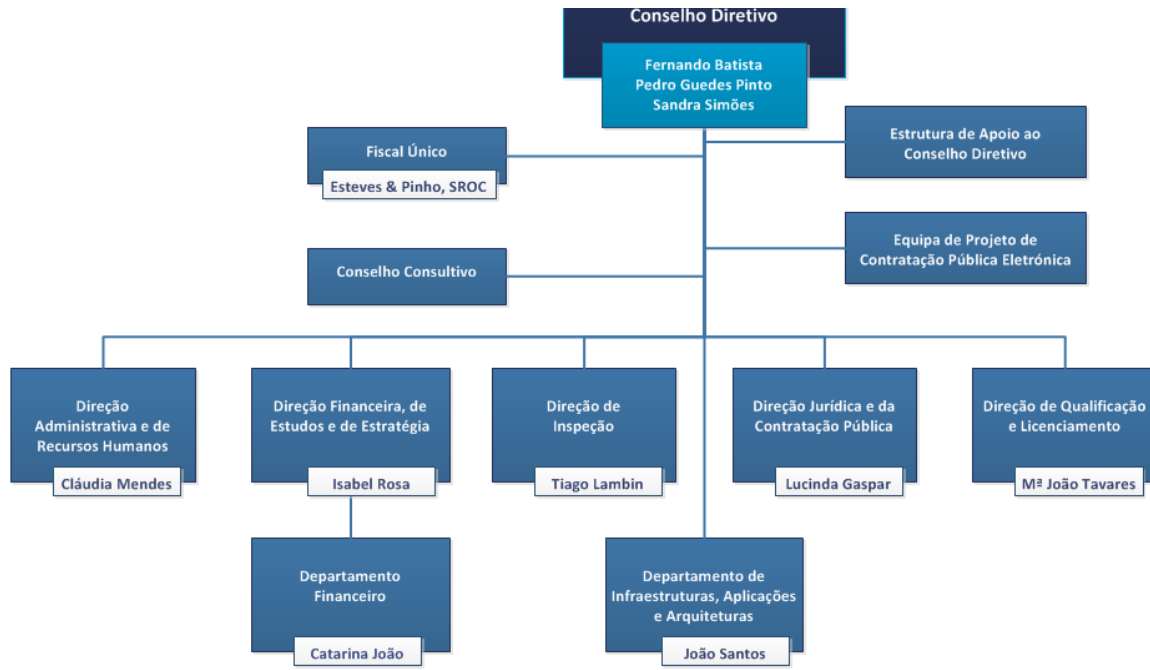 Conselho Diretivo
Fernando Batista
Pedro Guedes Pinto
Sandra Simões
Fiscal Único
Esteves & Pinho, SROC
Estrutura de Apoio ao
Conselho Diretivo
Conselho Consultivo
Equipa de Projeto de
Contratação Pública Eletrónica
Direção
Administrativa e de
Recursos Humanos
Cláudia Mendes
Direção Financeira, de
Estudos e de Estratégia
Isabel Rosa
Direção de
Inspeção
Tiago Lambin
Direção Jurídica e da
Contratação Pública
Lucinda Gaspar
Direção de Qualificação
e Licenciamento
Mª João Tavares
Departamento
Financeiro
Catarina João
Departamento de
Infraestruturas, Aplicações
e Arquiteturas
João Santos